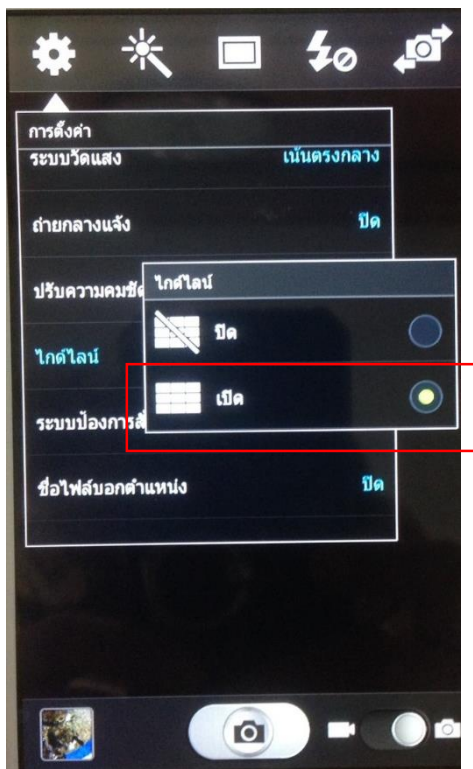 การตั้งค่า
ระบบวัดแสง เน้นตรงกลาง
ถ่ายกลางแจ้ง ปิด
ปรับความคมชัด
ไกด์ไลน์
ปิด
ไกด์ไลน์
เปิด
ระบบป้องการสั่
ชื่อไฟล์บอกตำแหน่ง ปิด